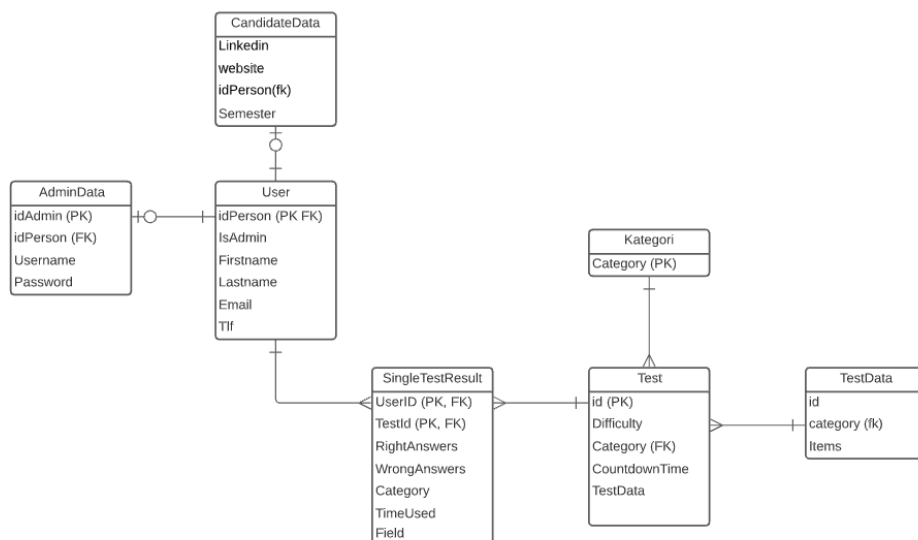 CandidateData
Linkedin
website
idPerson(fk)
Semester
AdminData
idAdmin (PK)
idPerson (FK)
Username
Password
User
idPerson (PK FK)
IsAdmin
Firstname
Lastname
Email
Tlf
Kategori
Category (PK)
SingleTestResult
UserID (PK, FK)
TestId (PK, FK)
RightAnswers
WrongAnswers
Category
TimeUsed
Field
Test
id (PK)
Difficulty
Category (FK)
CountdownTime
TestData
TestData
id
category (fk)
Items